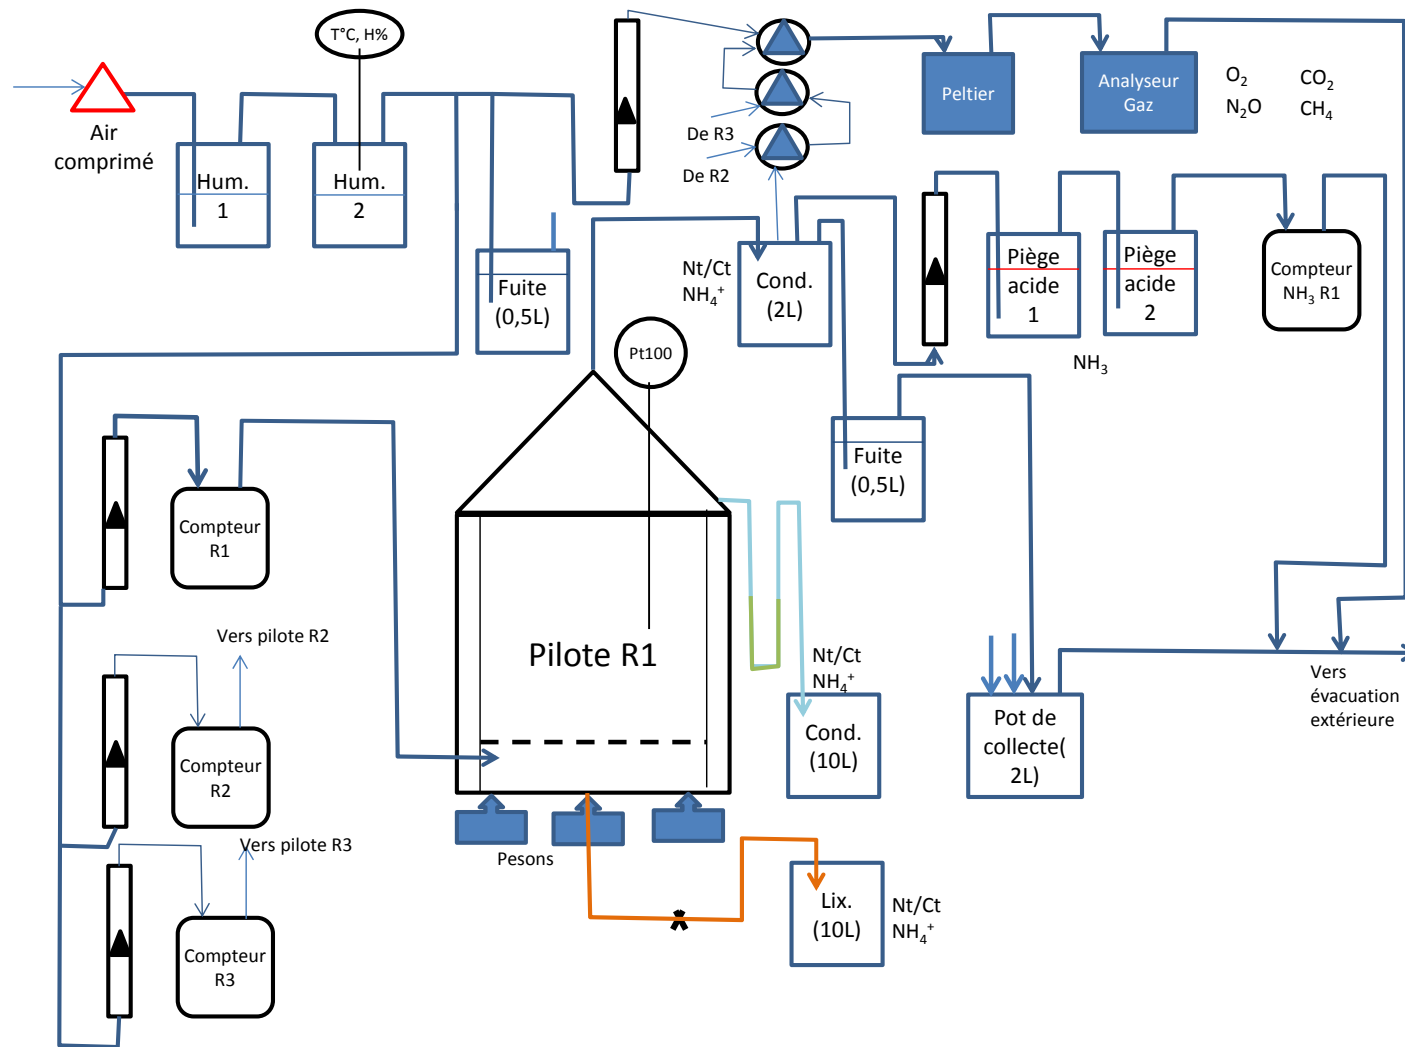 T°C, H%
Air
comprimé
Hum.
1
Hum.
2
De R3
De R2
Peltier
Analyseur
Gaz
O₂
CO₂
N₂O
CH₄
Fuite
(0,5L)
Nt/Ct
NH₄⁺
Cond.
(2L)
Piège
acide
1
Piège
acide
2
Compteur
NH₃ R1
NH₃
Pt100
Fuite
(0,5L)
Compteur
R1
Vers pilote R2
Compteur
R2
Vers pilote R3
Compteur
R3
Pilote R1
Pesons
Nt/Ct
NH₄⁺
Cond.
(10L)
Pot de
collecte(
2L)
Vers
évacuation
extérieure
Lix.
(10L)
Nt/Ct
NH₄⁺